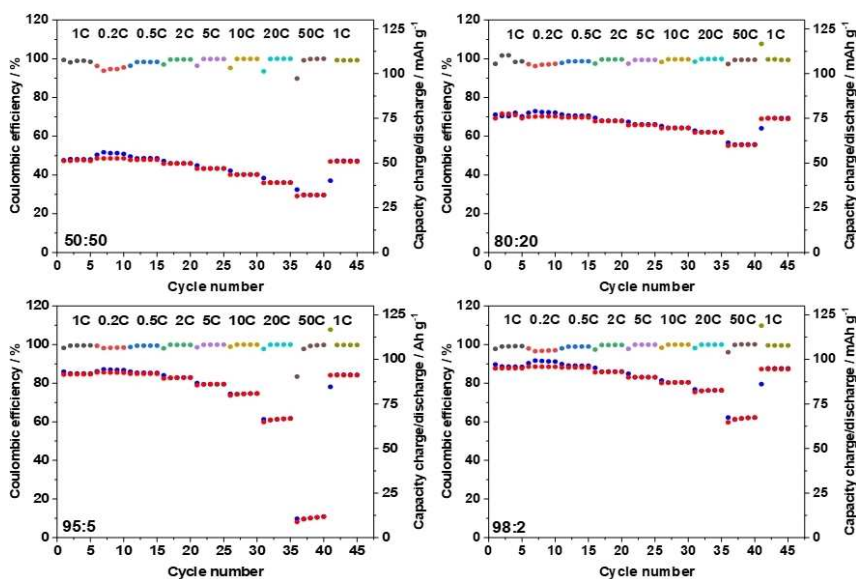 120
100
80
60
40
20
0
1C 0.2C 0.5C 2C 5C 10C 20C 50C 1C
125
100
75
50
25
0
Coulombic efficiency / %
Capacity charge/discharge / mAh g⁻¹
50:50
0 5 10 15 20 25 30 35 40 45
Cycle number
120
100
80
60
40
20
0
1C 0.2C 0.5C 2C 5C 10C 20C 50C 1C
125
100
75
50
25
0
Coulombic efficiency / %
Capacity charge/discharge / mAh g⁻¹
80:20
0 5 10 15 20 25 30 35 40 45
Cycle number
120
100
80
60
40
20
0
1C 0.2C 0.5C 2C 5C 10C 20C 50C 1C
125
100
75
50
25
0
Coulombic efficiency / %
Capacity charge/discharge / Ah g⁻¹
95:5
0 5 10 15 20 25 30 35 40 45
Cycle number
120
100
80
60
40
20
0
1C 0.2C 0.5C 2C 5C 10C 20C 50C 1C
125
100
75
50
25
0
Coulombic efficiency / %
Capacity charge/discharge / mAh g⁻¹
98:2
0 5 10 15 20 25 30 35 40 45
Cycle number